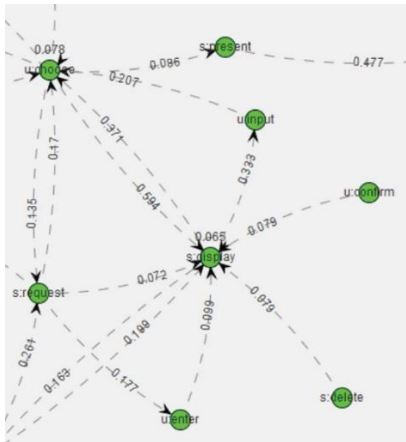 0.078
s:present
u:choose
0.086
0.477
0.207
u:input
0.371
0.17
0.333
0.594
0.135
u:confirm
0.079
0.065
s:display
0.072
s:request
0.079
0.199
0.099
0.261
0.163
0.177
s:delete
u:enter